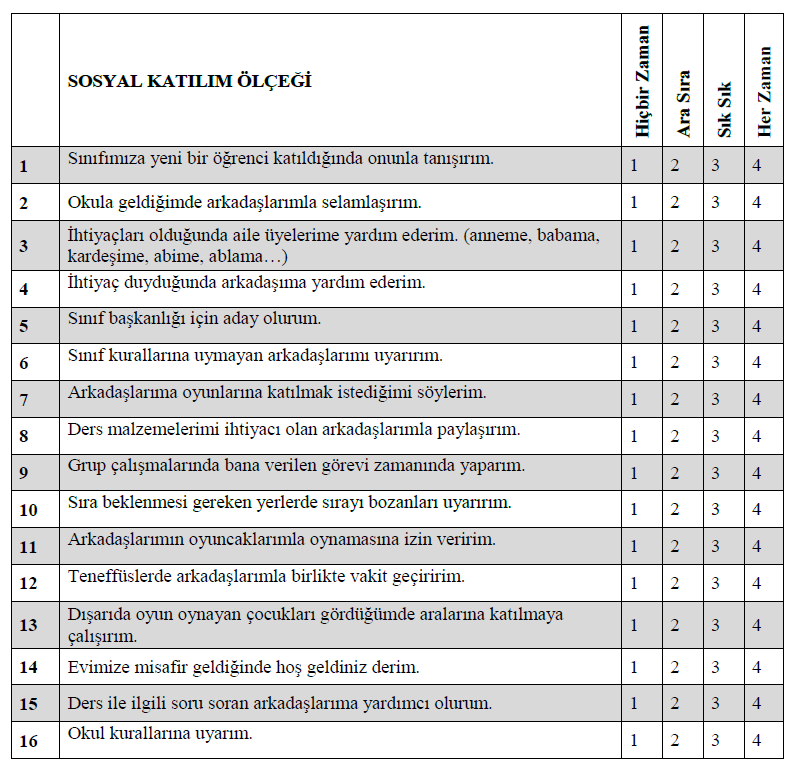 SOSYAL KATILIM ÖLÇEĞİ Hiçbir Zaman Ara Sıra Sık Sık Her Zaman
1 Sınıfımıza yeni bir öğrenci katıldığında onunla tanışırım. 1 2 3 4
2 Okula geldiğimde arkadaşlarımla selamlaşırım. 1 2 3 4
3 İhtiyaçları olduğunda aile üyelerime yardım ederim. (anneme, babama,
kardeşime, abime, ablama…) 1 2 3 4
4 İhtiyaç duyduğunda arkadaşıma yardım ederim. 1 2 3 4
5 Sınıf başkanlığı için aday olurum. 1 2 3 4
6 Sınıf kurallarına uymayan arkadaşlarımı uyarırım. 1 2 3 4
7 Arkadaşlarıma oyunlarına katılmak istediğimi söylerim. 1 2 3 4
8 Ders malzemelerimi ihtiyacı olan arkadaşlarımla paylaşırım. 1 2 3 4
9 Grup çalışmalarında bana verilen görevi zamanında yaparım. 1 2 3 4
10 Sıra beklenmesi gereken yerlerde sırayı bozanları uyarırım. 1 2 3 4
11 Arkadaşlarımın oyuncaklarımla oynamasına izin veririm. 1 2 3 4
12 Teneffüslerde arkadaşlarımla birlikte vakit geçiririm. 1 2 3 4
13 Dışarıda oyun oynayan çocukları gördüğümde aralarına katılmaya
çalışırım. 1 2 3 4
14 Evimize misafir geldiğinde hoş geldiniz derim. 1 2 3 4
15 Ders ile ilgili soru soran arkadaşlarıma yardımcı olurum. 1 2 3 4
16 Okul kurallarına uyarım. 1 2 3 4